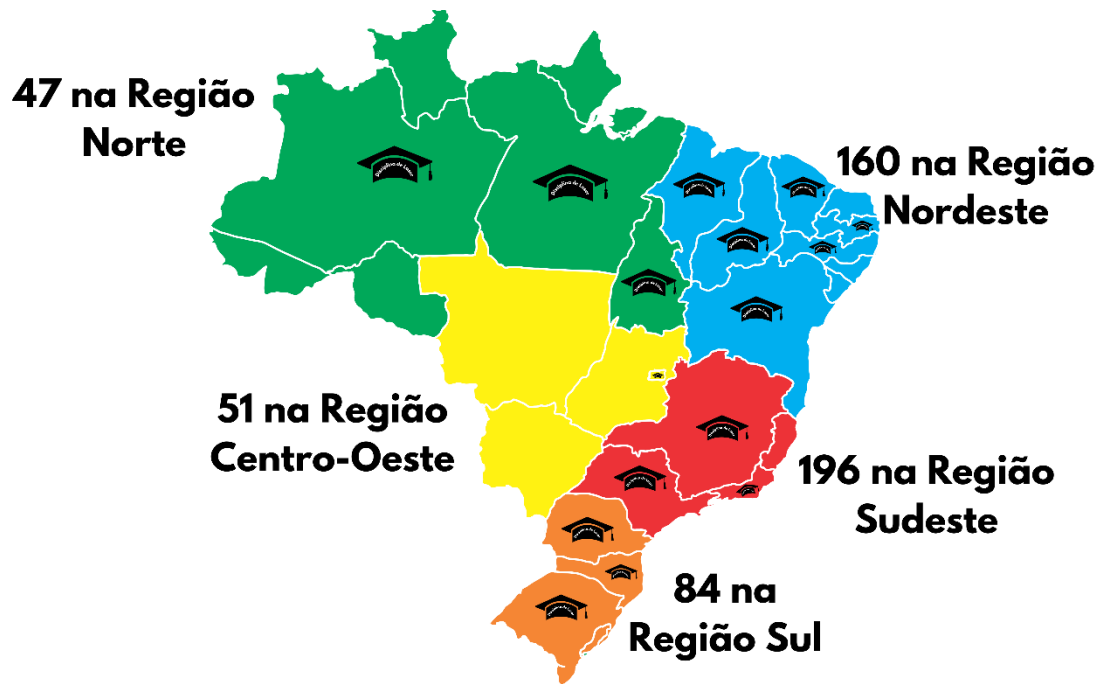 47 na Região
Norte
160 na Região
Nordeste
51 na Região
Centro-Oeste
196 na Região
Sudeste
84 na
Região Sul